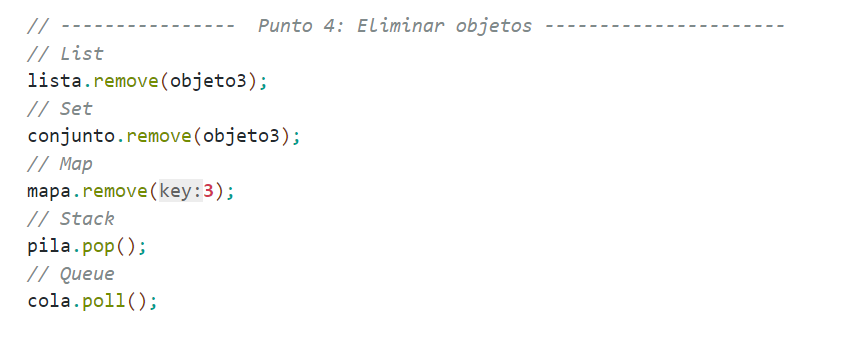 // ----------------  Punto 4: Eliminar objetos ----------------------
// List
lista.remove(objeto3);
// Set
conjunto.remove(objeto3);
// Map
mapa.remove(key:3);
// Stack
pila.pop();
// Queue
cola.poll();